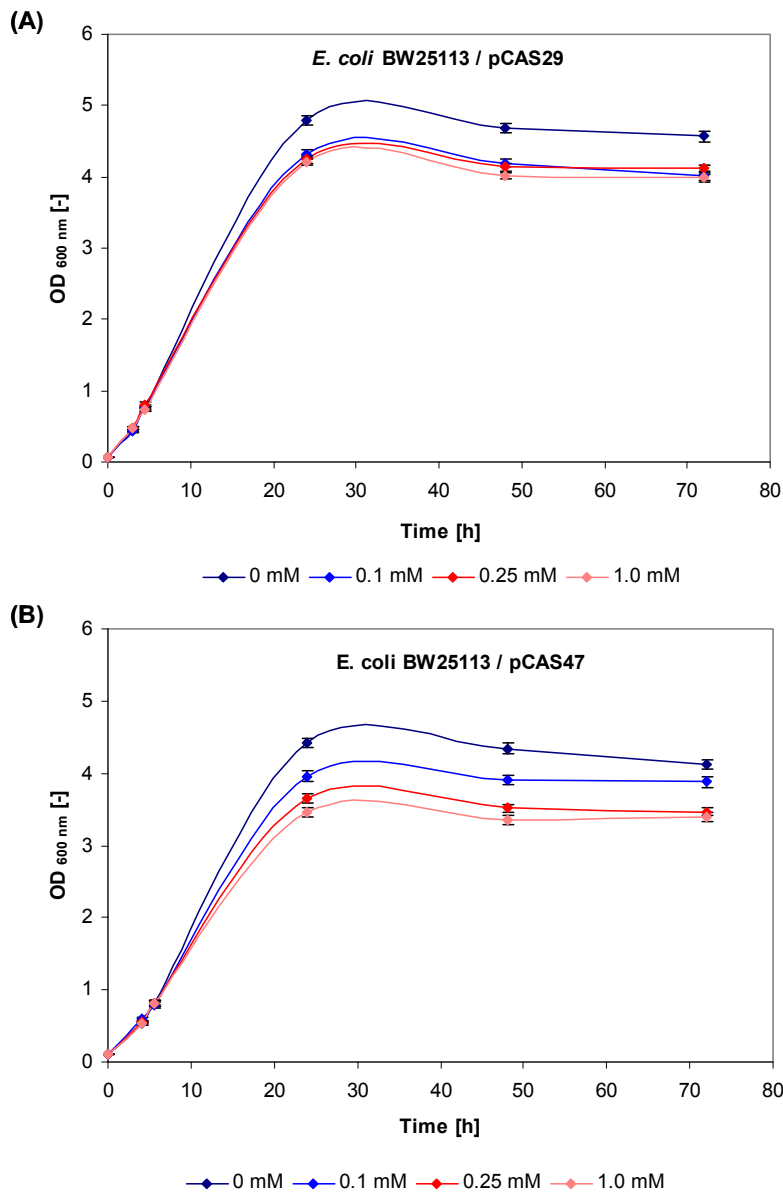 (A)
E. coli BW25113 / pCAS29
6
5
4
3
2
1
0
OD 600 nm [-]
0 10 20 30 40 50 60 70 80
Time [h]
0 mM 0.1 mM 0.25 mM 1.0 mM
(B)
E. coli BW25113 / pCAS47
6
5
4
3
2
1
0
OD 600 nm [-]
0 10 20 30 40 50 60 70 80
Time [h]
0 mM 0.1 mM 0.25 mM 1.0 mM